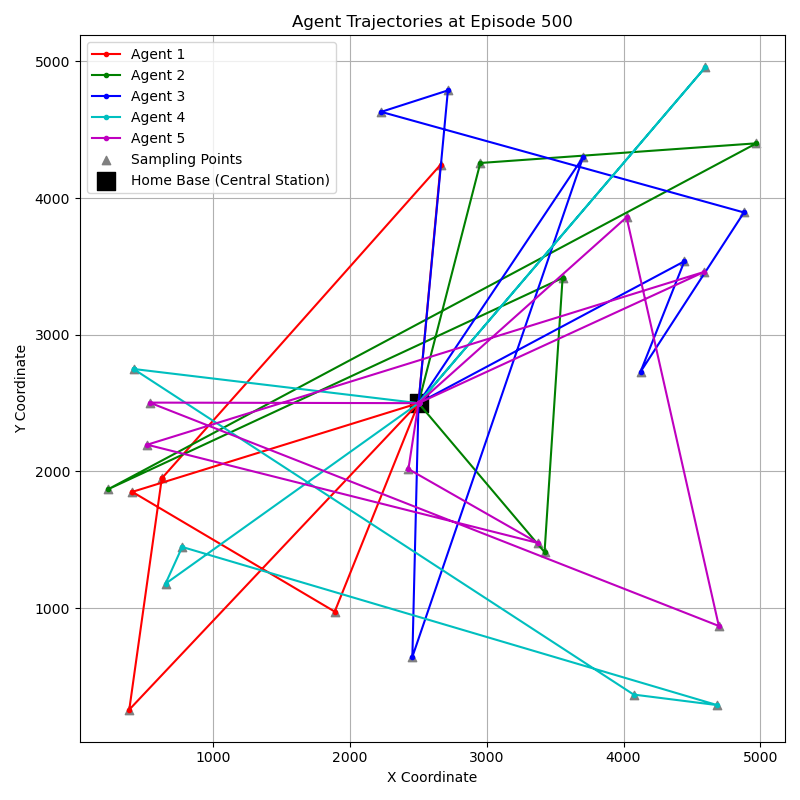 Agent Trajectories at Episode 500
Agent 1
Agent 2
Agent 3
Agent 4
Agent 5
Sampling Points
Home Base (Central Station)
5000
4000
3000
2000
1000
Y Coordinate
1000 2000 3000 4000 5000
X Coordinate